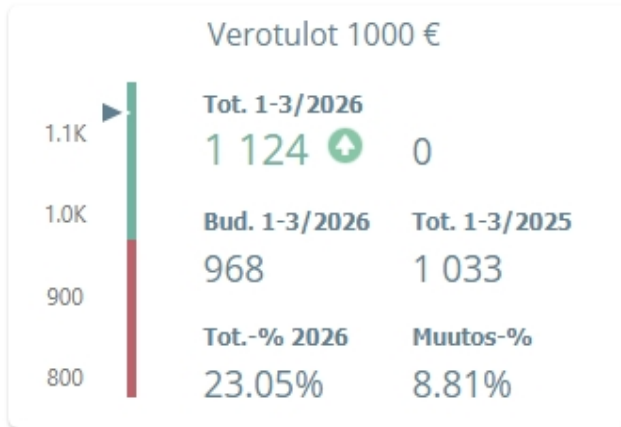 Verotulot 1000 €
1.1K
1.0K
900
800
Tot. 1-3/2026
1 124 0
Bud. 1-3/2026 Tot. 1-3/2025
968 1 033
Tot.-% 2026 Muutos-%
23.05% 8.81%